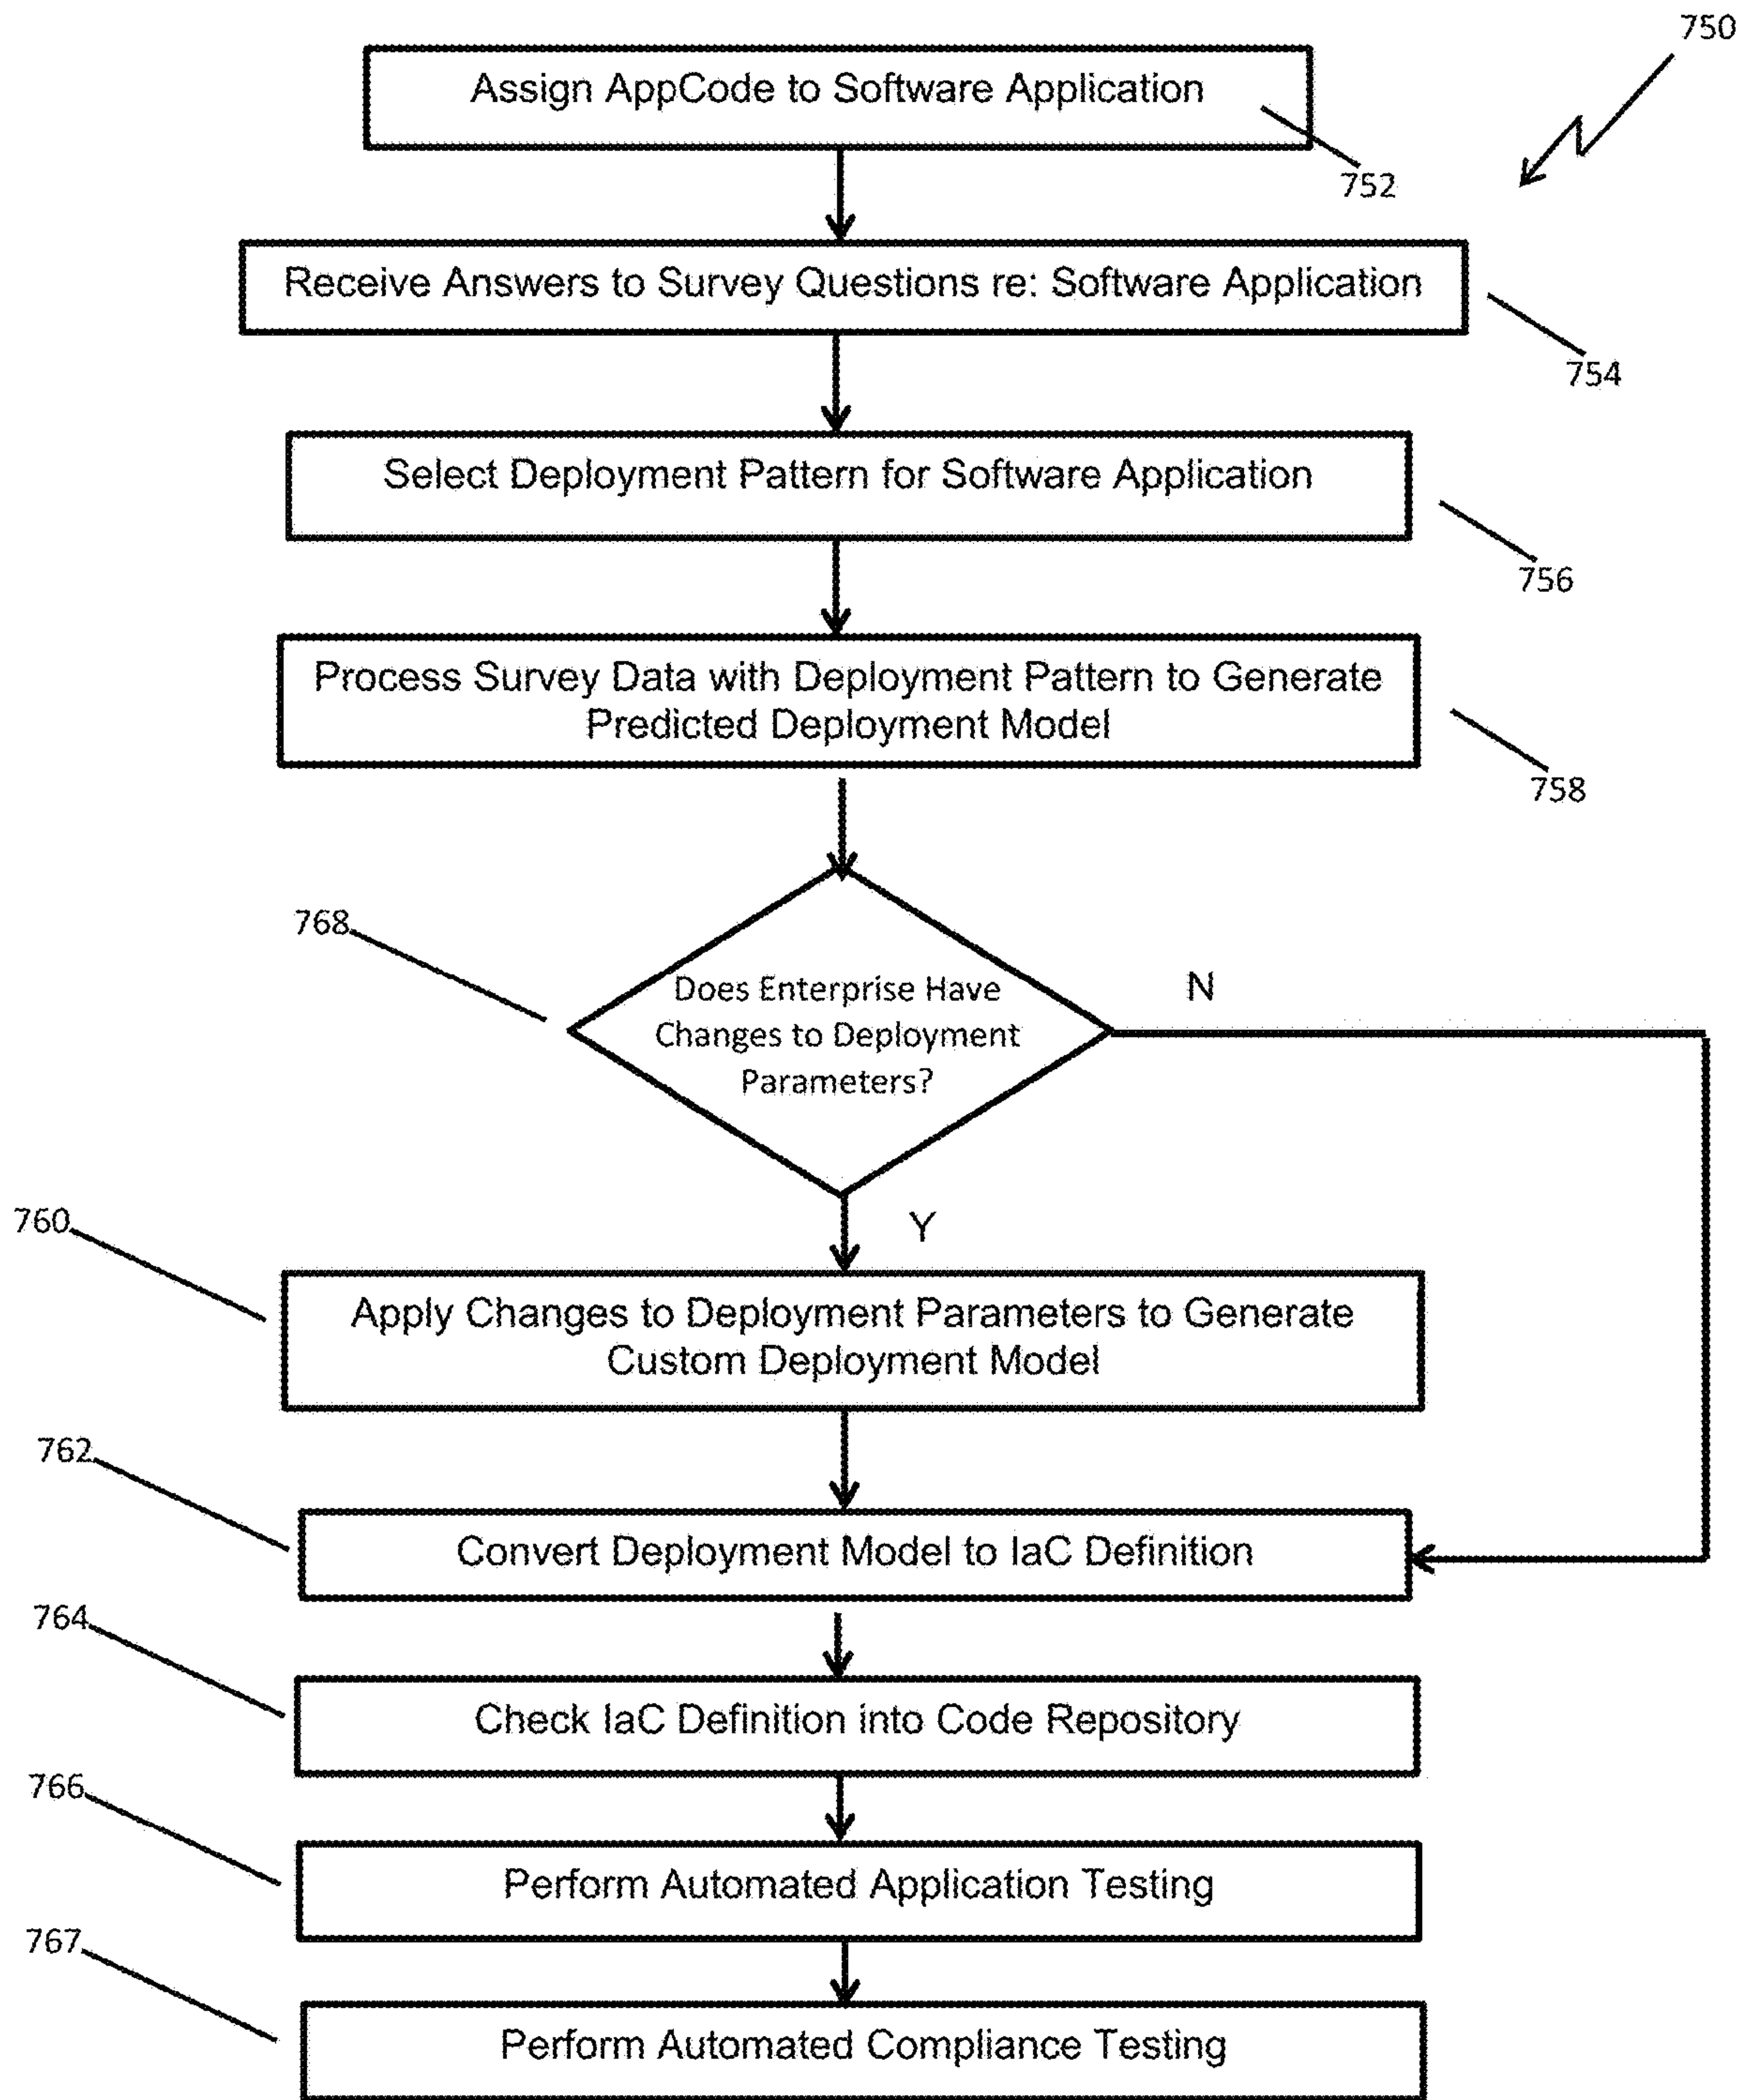 750
Assign AppCode to Software Application
752
Receive Answers to Survey Questions re: Software Application
754
Select Deployment Pattern for Software Application
756
Process Survey Data with Deployment Pattern to Generate
Predicted Deployment Model
758
768
Does Enterprise Have
Changes to Deployment
Parameters?
N
Y
760
Apply Changes to Deployment Parameters to Generate
Custom Deployment Model
762
Convert Deployment Model to IaC Definition
764
Check IaC Definition into Code Repository
766
Perform Automated Application Testing
767
Perform Automated Compliance Testing